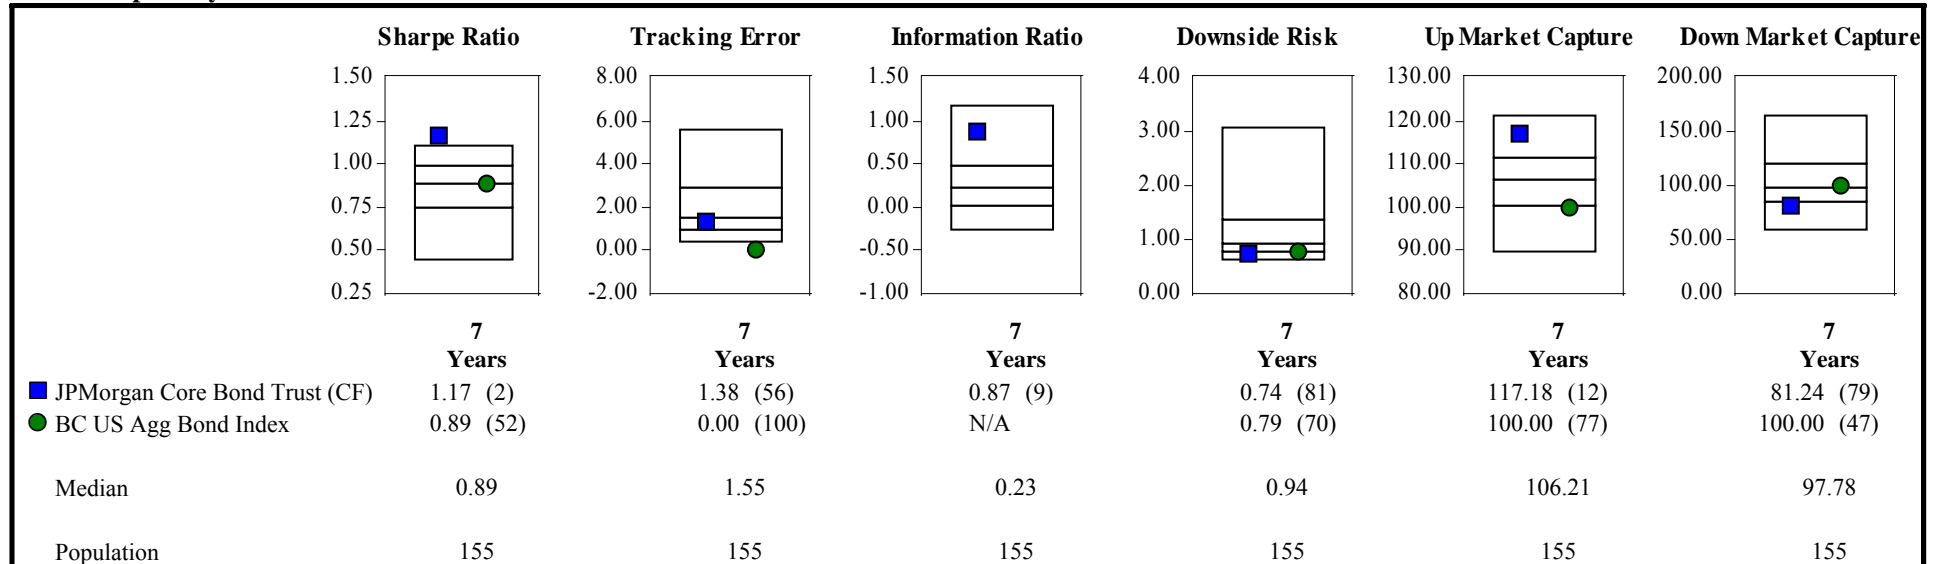 Sharpe Ratio Tracking Error Information Ratio Downside Risk Up Market Capture Down Market Capture
1.50 8.00 1.50 4.00 130.00 200.00
1.25 6.00 1.00 3.00 120.00 150.00
1.00 4.00 0.50 2.00 110.00 100.00
0.75 2.00 0.00 1.00 100.00 50.00
0.50 0.00 -0.50 0.00 90.00 0.00
0.25 -2.00 -1.00 80.00
7 7 7 7 7 7
Years Years Years Years Years Years
JPMorgan Core Bond Trust (CF) 1.17 (2) 1.38 (56) 0.87 (9) 0.74 (81) 117.18 (12) 81.24 (79)
BC US Agg Bond Index 0.89 (52) 0.00 (100) N/A 0.79 (70) 100.00 (77) 100.00 (47)
Median 0.89 1.55 0.23 0.94 106.21 97.78
Population 155 155 155 155 155 155